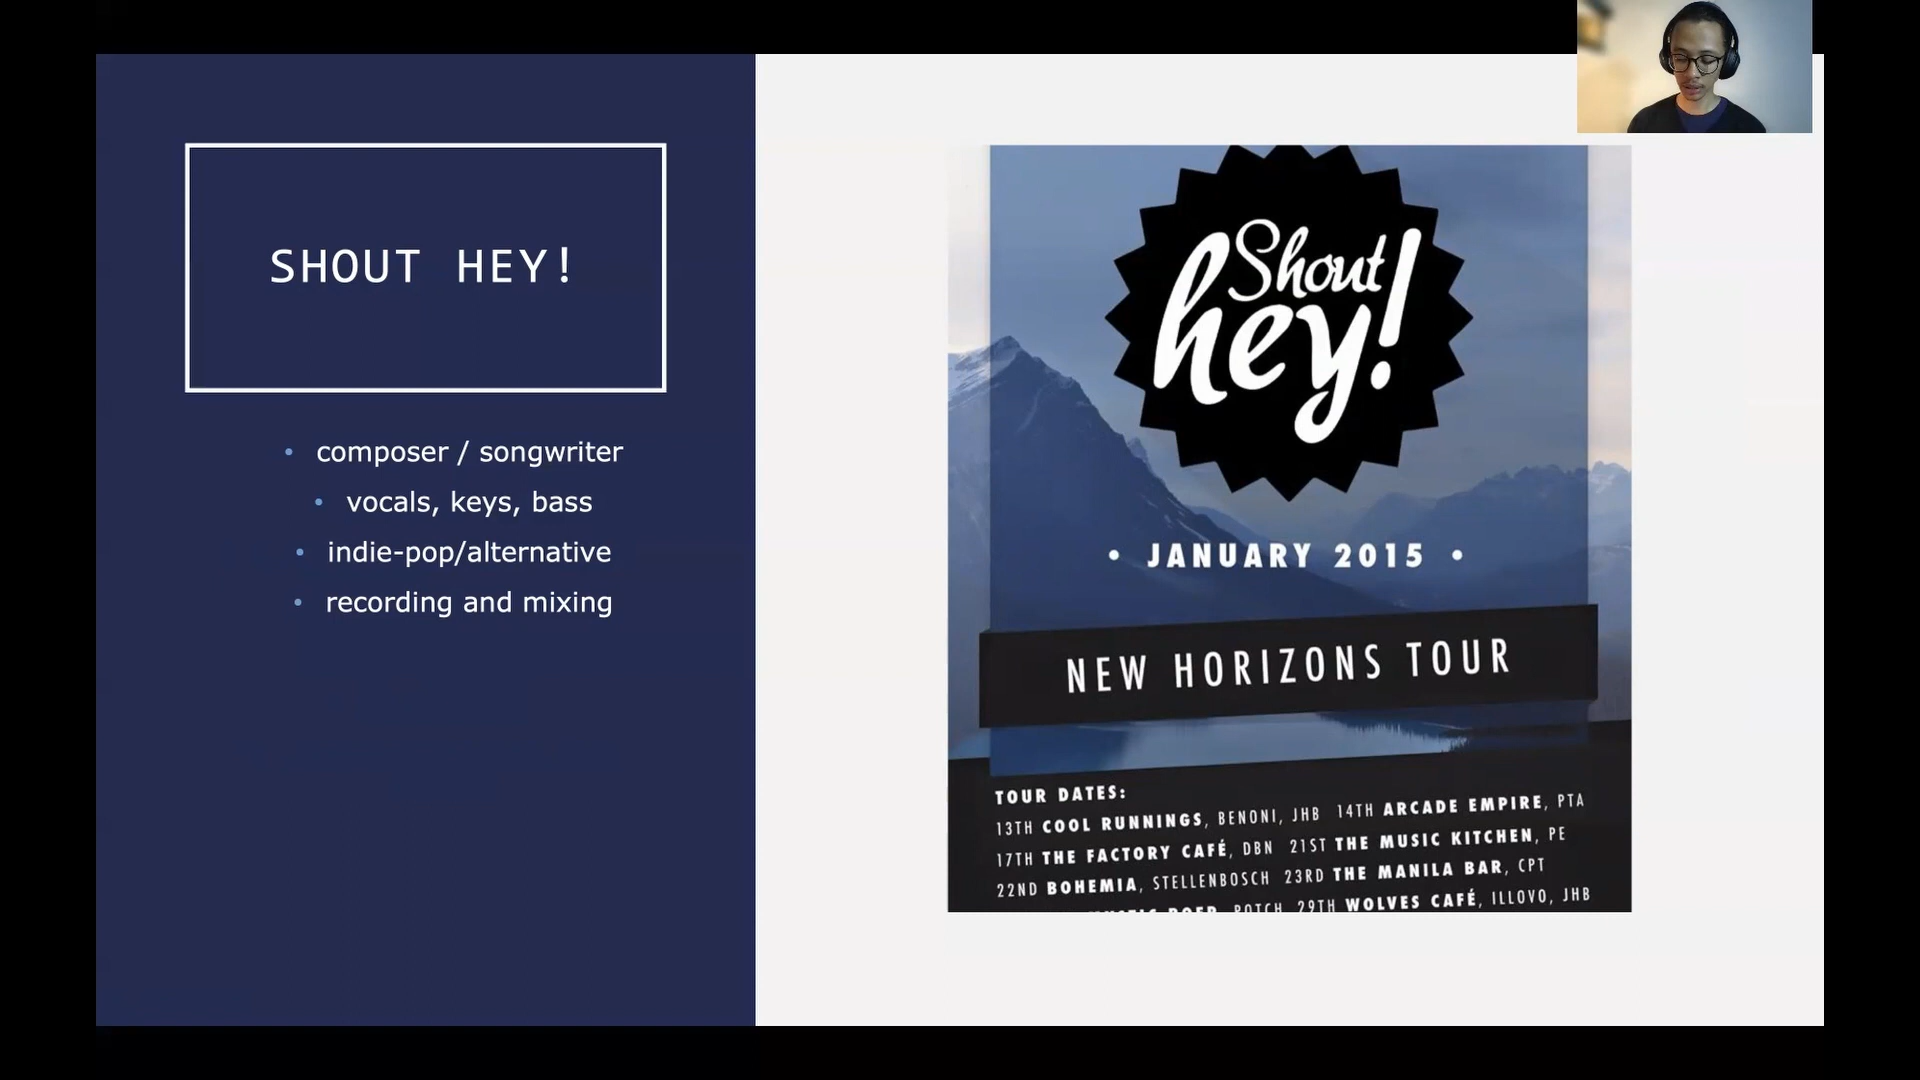 SHOUT HEY!
• composer / songwriter
• vocals, keys, bass
• indie-pop/alternative
• recording and mixing
Shout
hey!
• JANUARY 2015 •
NEW HORIZONS TOUR
TOUR DATES:
13TH COOL RUNNINGS, BENONI, JHB 14TH ARCADE EMPIRE, PTA
17TH THE FACTORY CAFÉ, DBN 21ST THE MUSIC KITCHEN, PE
22ND BOHEMIA, STELLENBOSCH 23RD THE MANILA BAR, CPT
POTCH 29TH WOLVES CAFÉ, ILLOVO, JHB